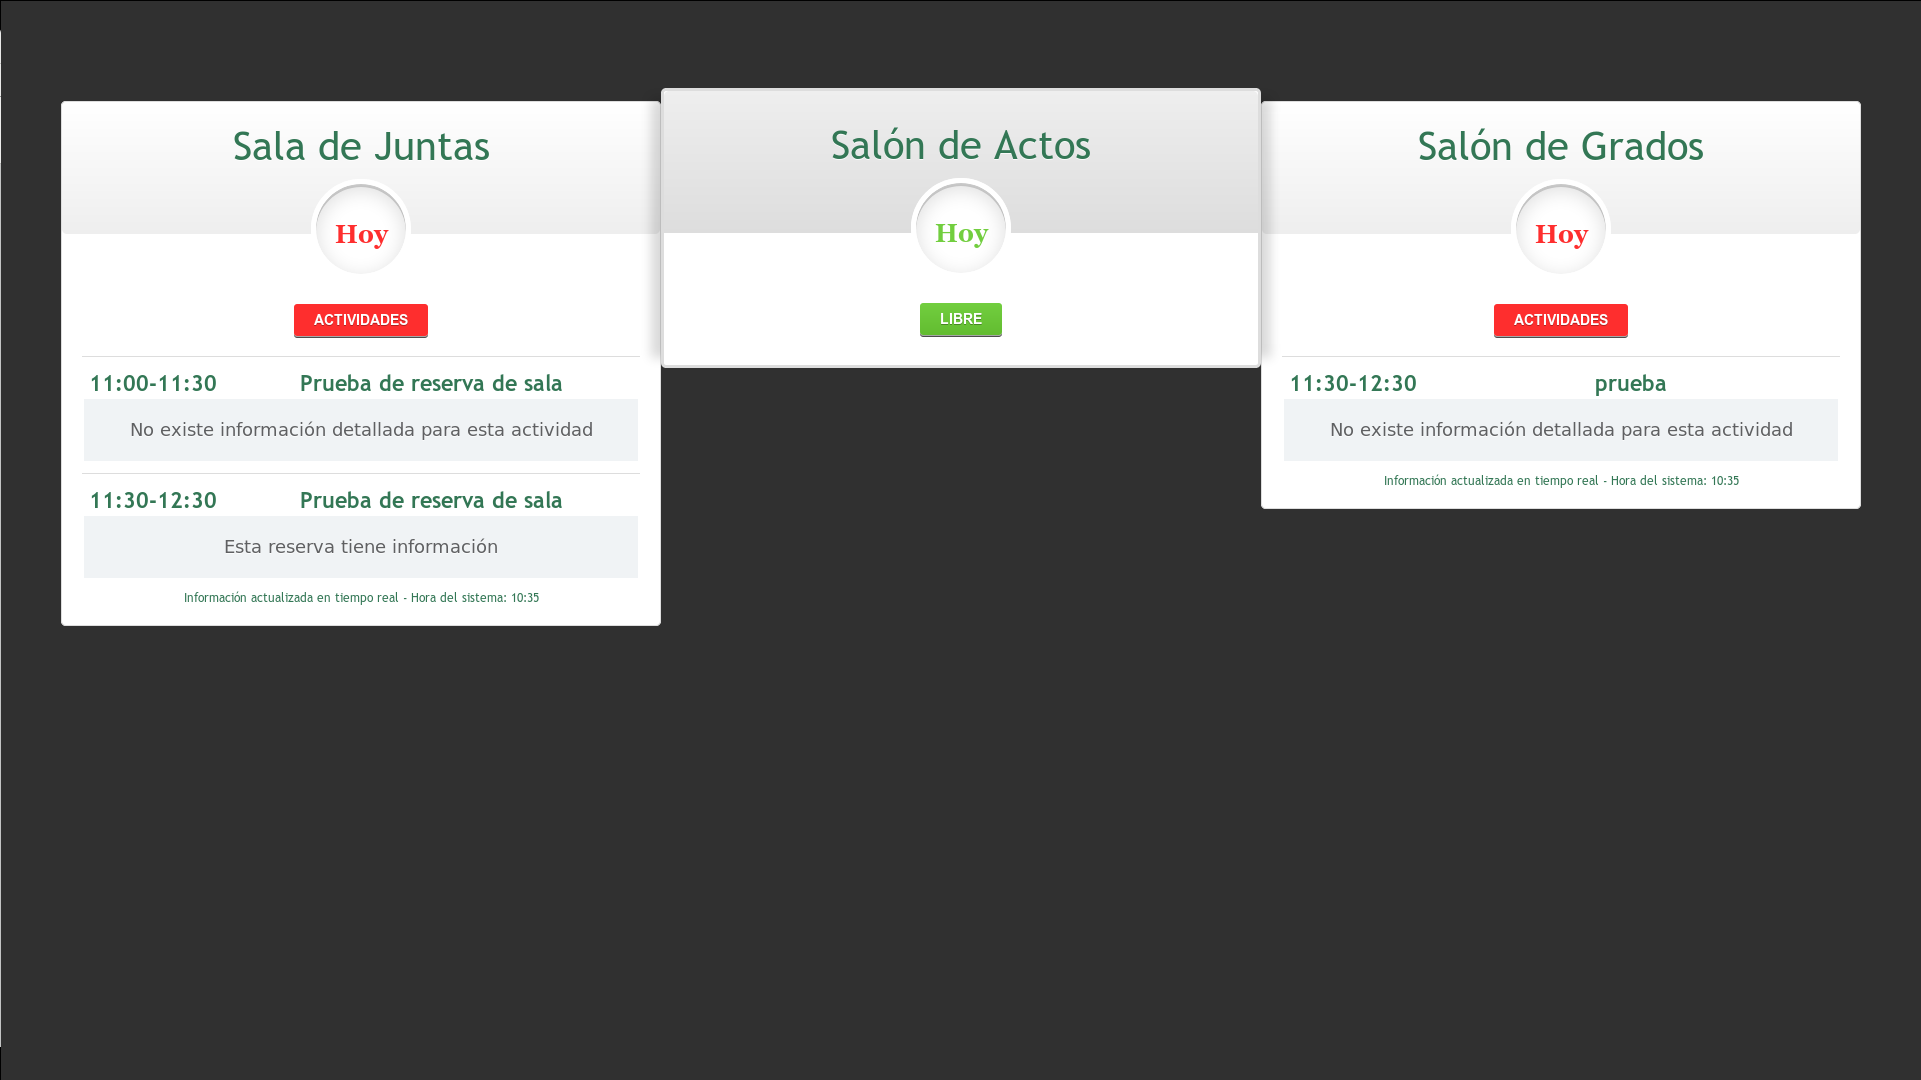 Sala de Juntas
Hoy
ACTIVIDADES
11:00-11:30 Prueba de reserva de sala
No existe información detallada para esta actividad
11:30-12:30 Prueba de reserva de sala
Esta reserva tiene información
Información actualizada en tiempo real - Hora del sistema: 10:35
Salón de Actos
Hoy
LIBRE
Salón de Grados
Hoy
ACTIVIDADES
11:30-12:30 prueba
No existe información detallada para esta actividad
Información actualizada en tiempo real - Hora del sistema: 10:35